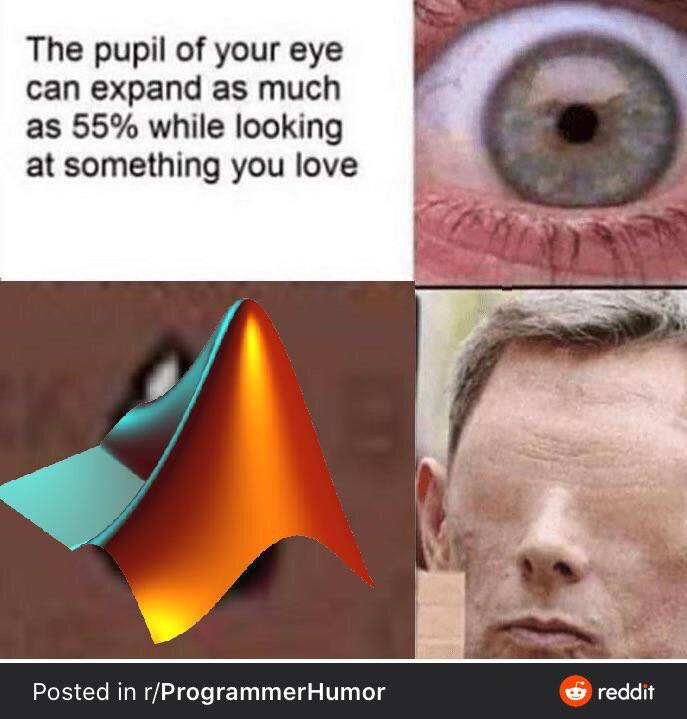 The pupil of your eye
can expand as much
as 55% while looking
at something you love
Posted in r/ProgrammerHumor
reddit